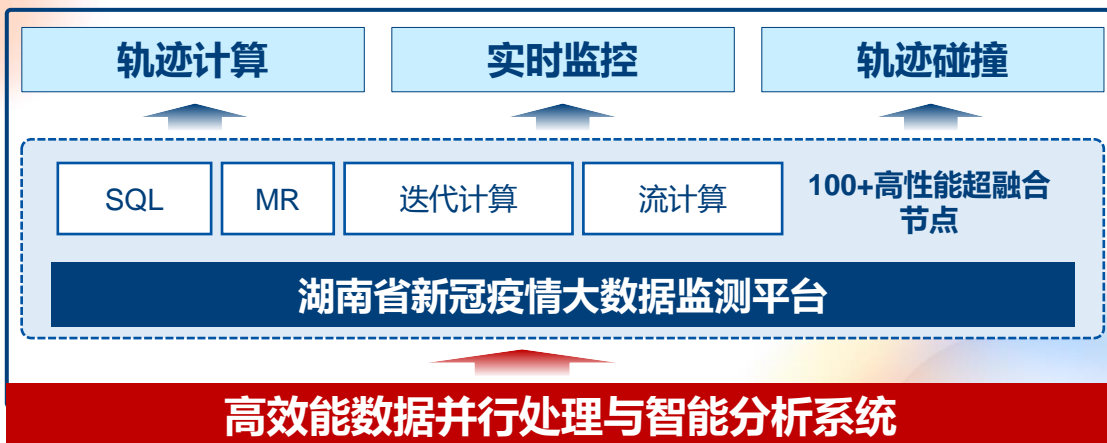 轨迹计算
实时监控
轨迹碰撞
SQL
MR
迭代计算
流计算
100+高性能超融合
节点
湖南省新冠疫情大数据监测平台
高效能数据并行处理与智能分析系统